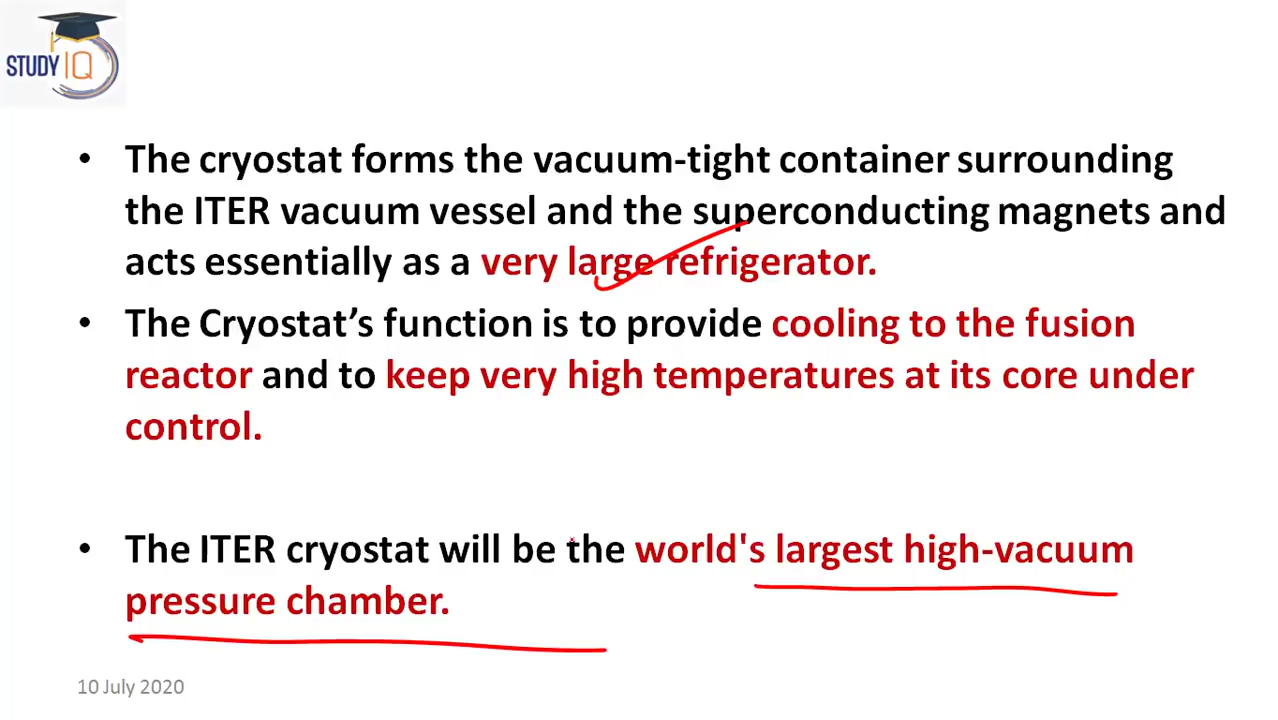 STUDY IQ
• The cryostat forms the vacuum-tight container surrounding
the ITER vacuum vessel and the superconducting magnets and
acts essentially as a very large refrigerator.
• The Cryostat’s function is to provide cooling to the fusion
reactor and to keep very high temperatures at its core under
control.
• The ITER cryostat will be the world's largest high-vacuum
pressure chamber.
10 July 2020